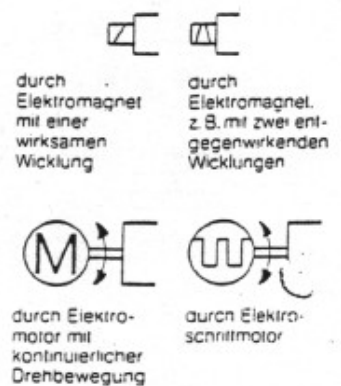 durch
Elektromagnet
mit einer
wirksamen
Wicklung
durch
Elektromagnet.
z. B. mit zwei ent-
gegenwirkenden
Wicklungen
M
durch Elektro-
motor mit
kontinuierlicher
Drehbewegung
durch Elektro-
schrittmotor